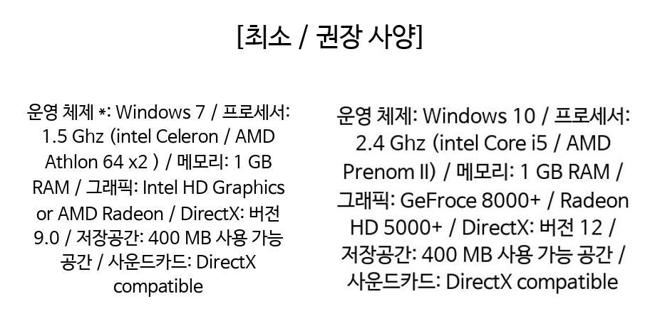 [최소 / 권장 사양]
운영 체제 *: Windows 7 / 프로세서:
1.5 Ghz (intel Celeron / AMD
Athlon 64 x2 ) / 메모리: 1 GB
RAM / 그래픽: Intel HD Graphics
or AMD Radeon / DirectX: 버전
9.0 / 저장공간: 400 MB 사용 가능
공간 / 사운드카드: DirectX
compatible
운영 체제: Windows 10 / 프로세서:
2.4 Ghz (intel Core i5 / AMD
Prenom II) / 메모리: 1 GB RAM /
그래픽: GeFroce 8000+ / Radeon
HD 5000+ / DirectX: 버전 12 /
저장공간: 400 MB 사용 가능 공간 /
사운드카드: DirectX compatible